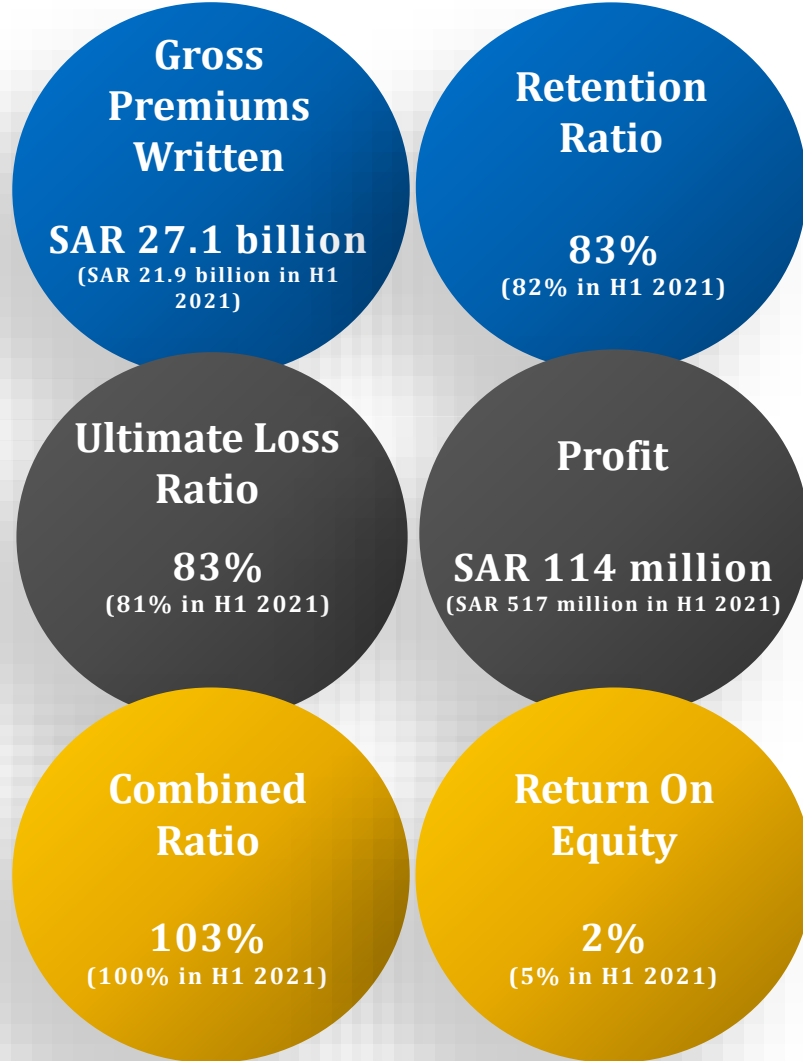 Gross
Premiums
Written
SAR 27.1 billion
(SAR 21.9 billion in H1
2021)
Retention
Ratio
83%
(82% in H1 2021)
Ultimate Loss
Ratio
83%
(81% in H1 2021)
Profit
SAR 114 million
(SAR 517 million in H1 2021)
Combined
Ratio
103%
(100% in H1 2021)
Return On
Equity
2%
(5% in H1 2021)